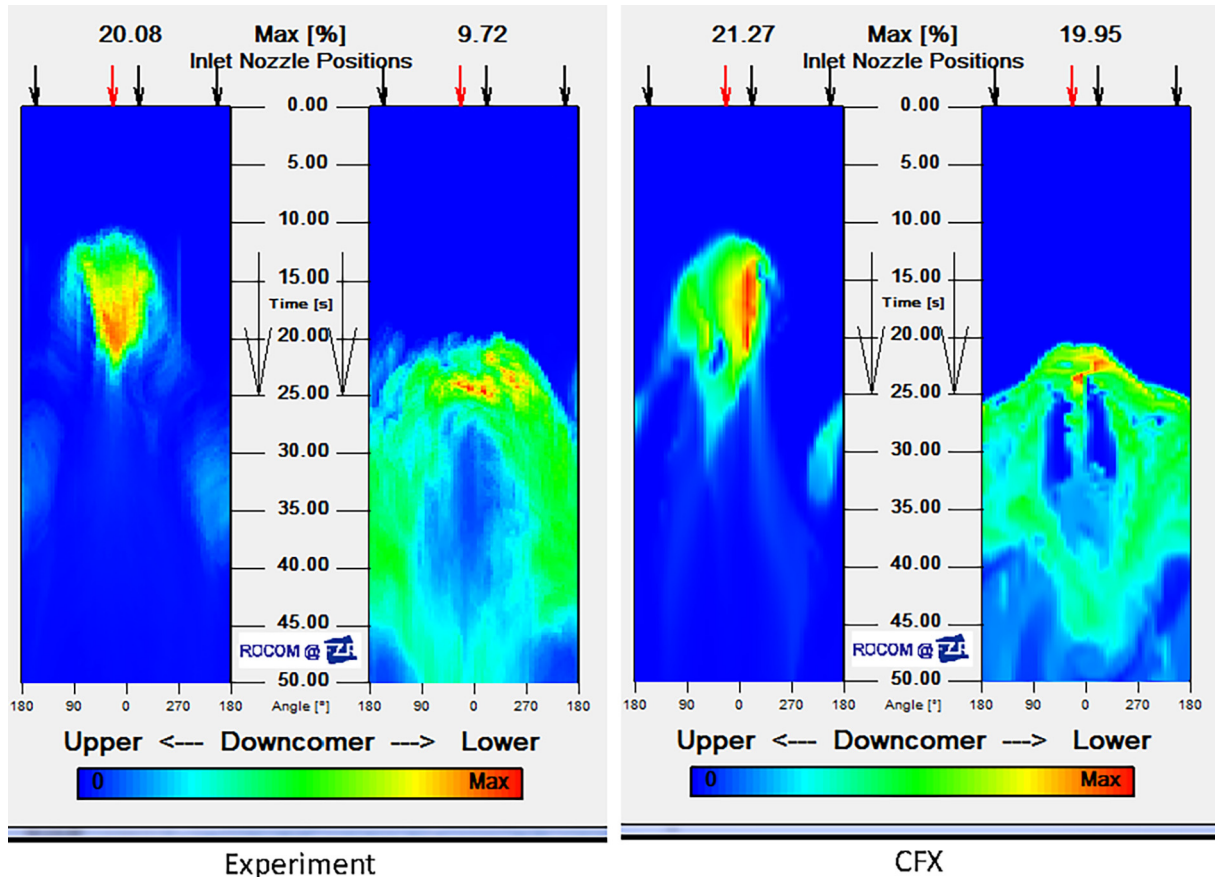 20.08 Max [%] 9.72
Inlet Nozzle Positions
0.00
5.00
10.00
15.00
Time [s]
20.00
25.00
30.00
35.00
40.00
45.00
ROCOM @ FZR
50.00
180 90 0 270 Angle [°] 180 90 0 270 180
Upper <--- Downcomer ---> Lower
0 Max
Experiment
21.27 Max [%] 19.95
Inlet Nozzle Positions
0.00
5.00
10.00
15.00
Time [s]
20.00
25.00
30.00
35.00
40.00
45.00
ROCOM @ FZR
50.00
180 90 0 270 Angle [°] 180 90 0 270 180
Upper <--- Downcomer ---> Lower
0 Max
CFX